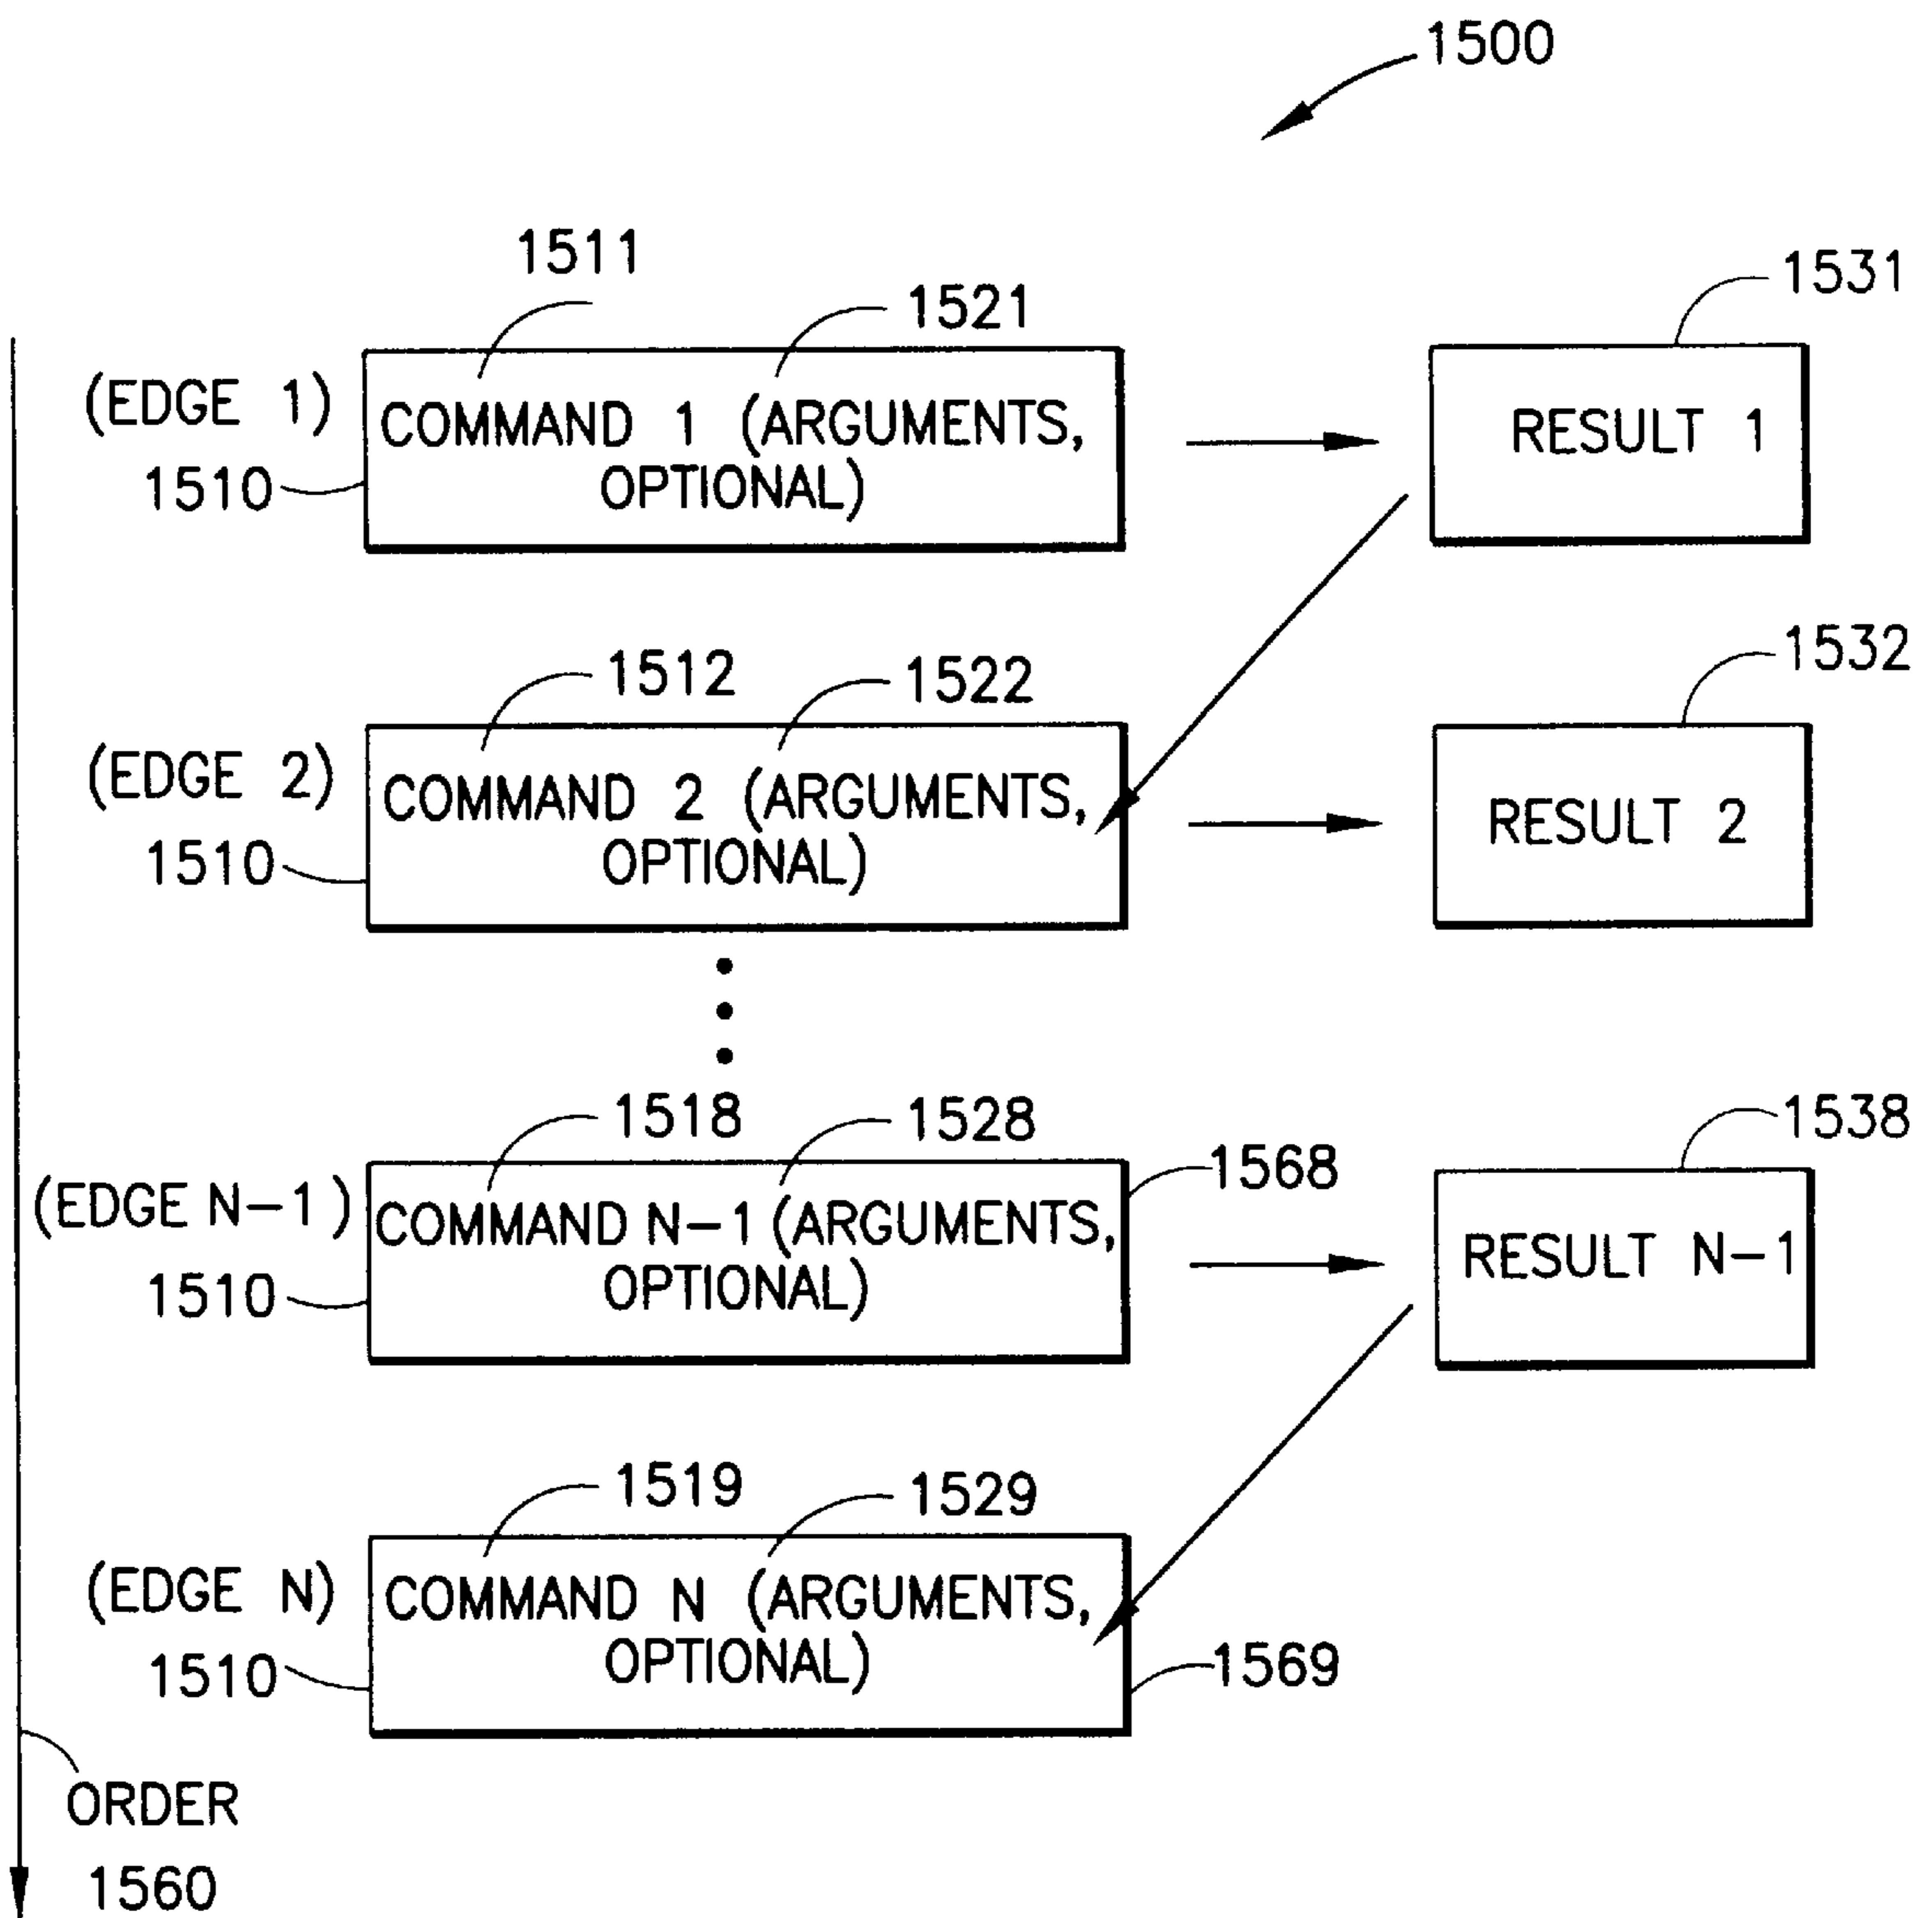 1500
1511
1521
1531
(EDGE 1)
COMMAND 1 (ARGUMENTS,
OPTIONAL)
RESULT 1
1510
1512
1522
1532
(EDGE 2)
COMMAND 2 (ARGUMENTS,
OPTIONAL)
RESULT 2
1510
1518
1528
1568
1538
(EDGE N-1)
COMMAND N-1 (ARGUMENTS,
OPTIONAL)
RESULT N-1
1510
1519
1529
(EDGE N)
COMMAND N (ARGUMENTS,
OPTIONAL)
1510
1569
ORDER
1560